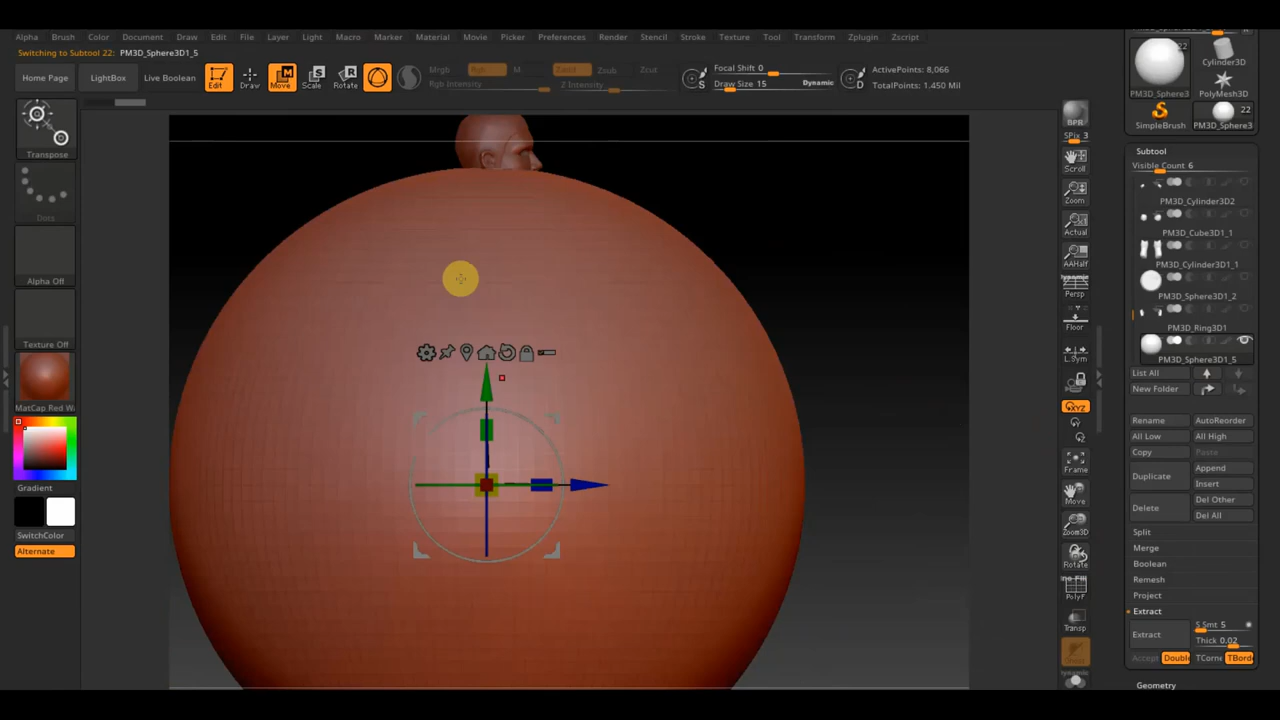 Alpha Brush Color Document Draw Edit File Layer Light Macro Marker Material Movie Picker Preferences Render Stencil Stroke Texture Tool Transform Zplugin Zscript
Switching to Subtool 22: PM3D_Sphere3D1_5
Home Page LightBox Live Boolean Edit Draw Move Scale Rotate
Mrgb Rgb M Zadd Zsub Zcut
Rgb Intensity Z Intensity
Focal Shift 0
Draw Size 15 Dynamic
ActivePoints: 8,066
TotalPoints: 1.450 Mil
Transpose
Dots
Alpha Off
Texture Off
MatCap Red Wa
Gradient
SwitchColor
Alternate
BPR
SPix 3
Scroll
Zoom
Actual
AAHalf
Dynamic
Persp
Floor
L.Sym
XYZ
Frame
Move
Zoom3D
Rotate
PolyF
Transp
22
PM3D_Sphere3
Cylinder3D
PolyMesh3D
SimpleBrush
22
PM3D_Sphere3
Subtool
Visible Count 6
PM3D_Cylinder3D2
PM3D_Cube3D1_1
PM3D_Cylinder3D1_1
PM3D_Sphere3D1_2
PM3D_Ring3D1
PM3D_Sphere3D1_5
List All
New Folder
Rename AutoReorder
All Low All High
Copy Paste
Duplicate Append
Insert
Delete Del Other
Del All
Split
Merge
Boolean
Remesh
Project
Extract
Extract S Smt 5
Thick 0.02
Accept Double TCorne TBorde
Geometry